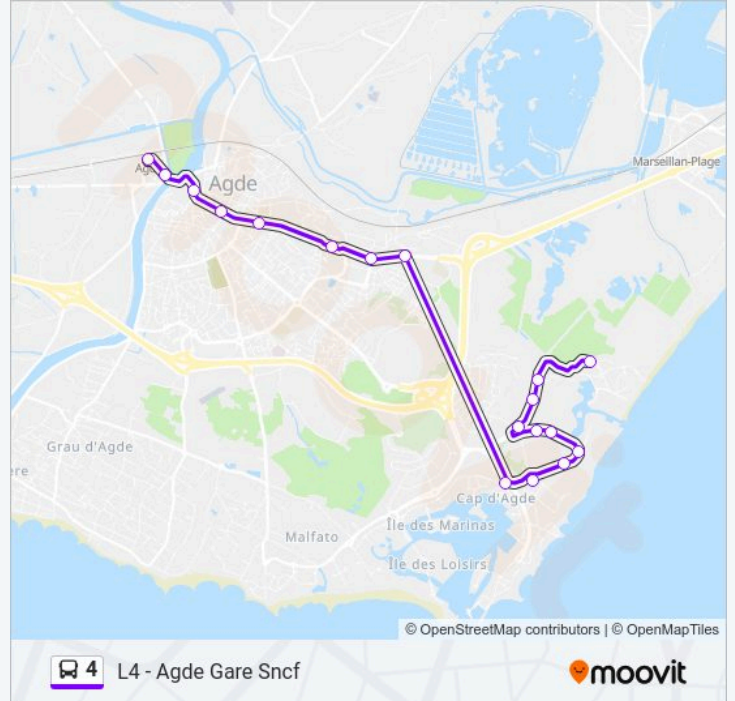 Marseillan-Plage
Agde
Grau d'Agde
ere
Cap d'Agde
Île des Marinas
Malfato
Île des Loisirs
© OpenStreetMap contributors | © OpenMapTiles
4 L4 - Agde Gare Sncf
moovit